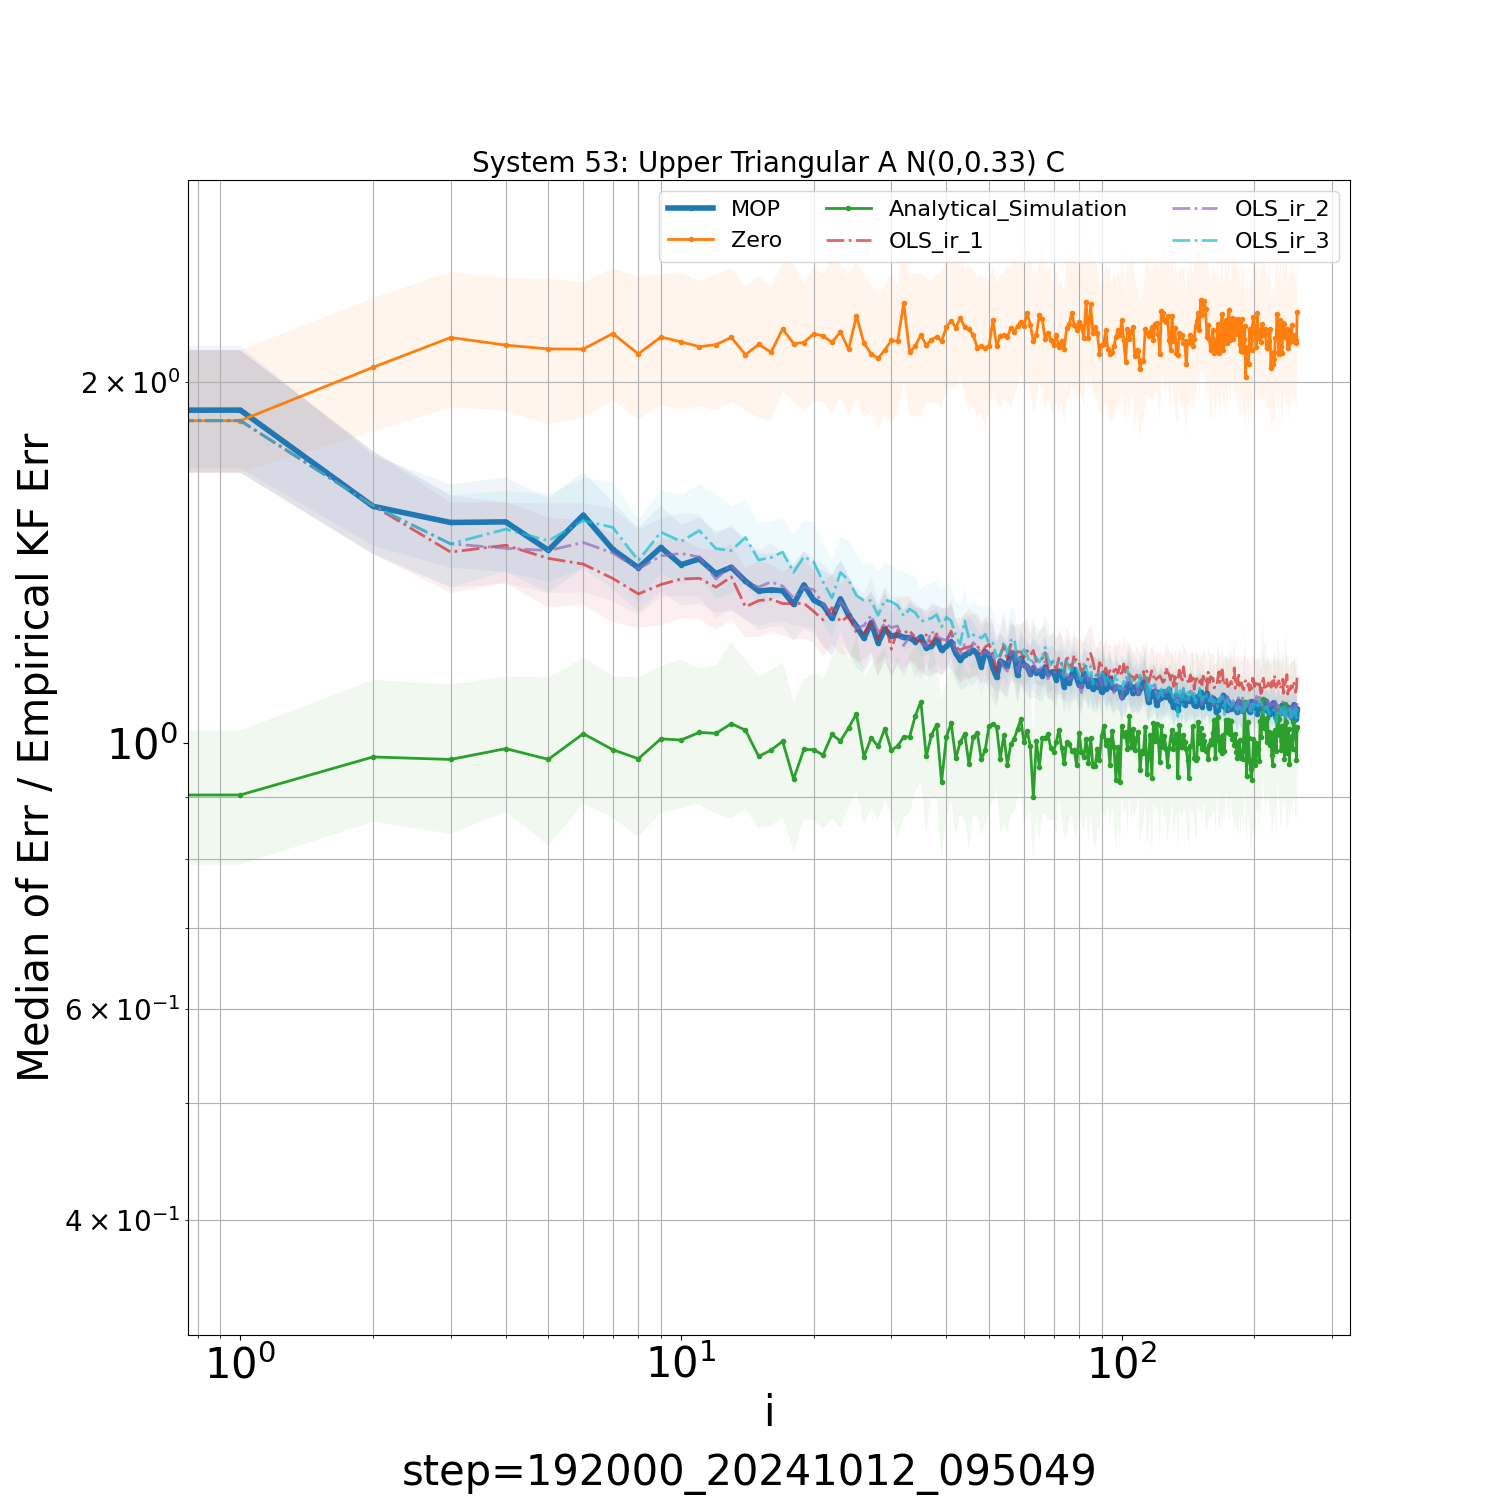 System 53: Upper Triangular A N(0,0.33) C
MOP
Zero
Analytical_Simulation
OLS_ir_1
OLS_ir_2
OLS_ir_3
Median of Err / Empirical KF Err
2 × 10⁰
10⁰
6 × 10⁻¹
4 × 10⁻¹
10⁰ 10¹ 10²
i
step=192000_20241012_095049